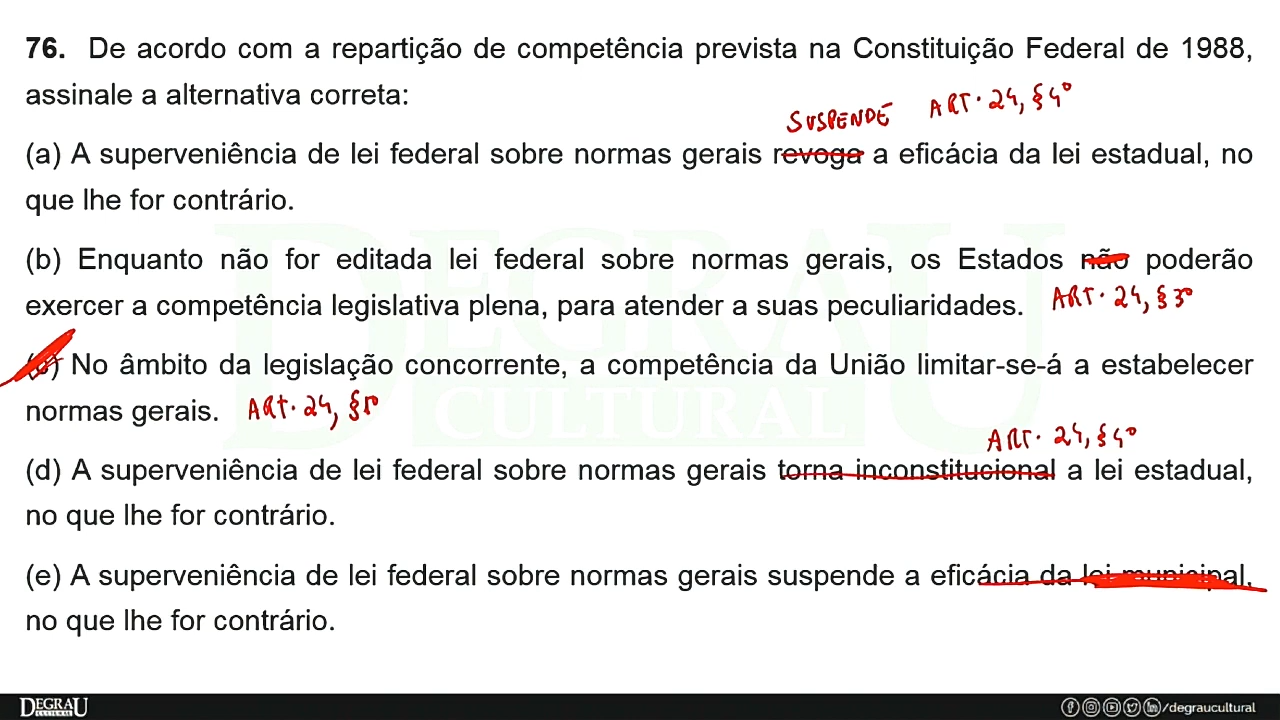 76. De acordo com a repartição de competência prevista na Constituição Federal de 1988,
assinale a alternativa correta:
SUSPENDE ART. 24, §4º
(a) A superveniência de lei federal sobre normas gerais revoga a eficácia da lei estadual, no
que lhe for contrário.
(b) Enquanto não for editada lei federal sobre normas gerais, os Estados não poderão
exercer a competência legislativa plena, para atender a suas peculiaridades. ART. 24, §3º
(c) No âmbito da legislação concorrente, a competência da União limitar-se-á a estabelecer
normas gerais. ART. 24,
ART. 24, §4º
(d) A superveniência de lei federal sobre normas gerais torna inconstitucional a lei estadual,
no que lhe for contrário.
(e) A superveniência de lei federal sobre normas gerais suspende a eficácia da lei municipal,
no que lhe for contrário.
DEGRAU CULTURAL
DEGRAU
CULTURAL
/degraucultural